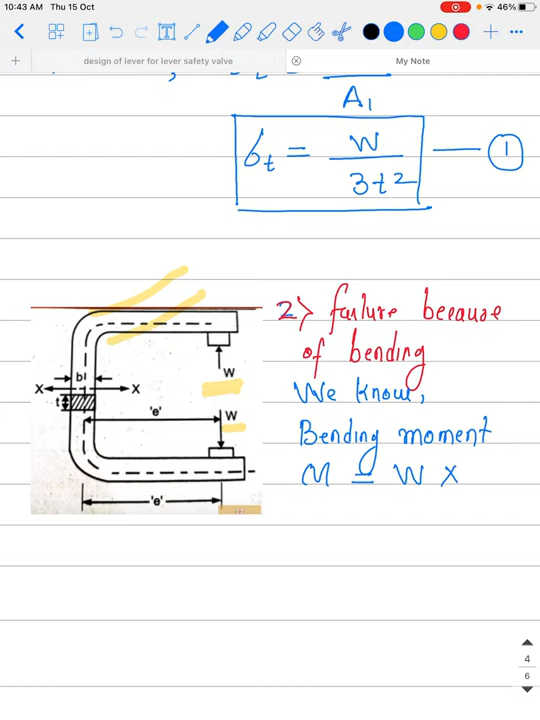 10:43 AM Thu 15 Oct
46%
design of lever for lever safety valve
My Note
A1
σt = W / 3t² — ①
2> failure because
of bending
We know,
Bending moment
M = W X
b
X X
t
W
'e'
W
'e'
4
6